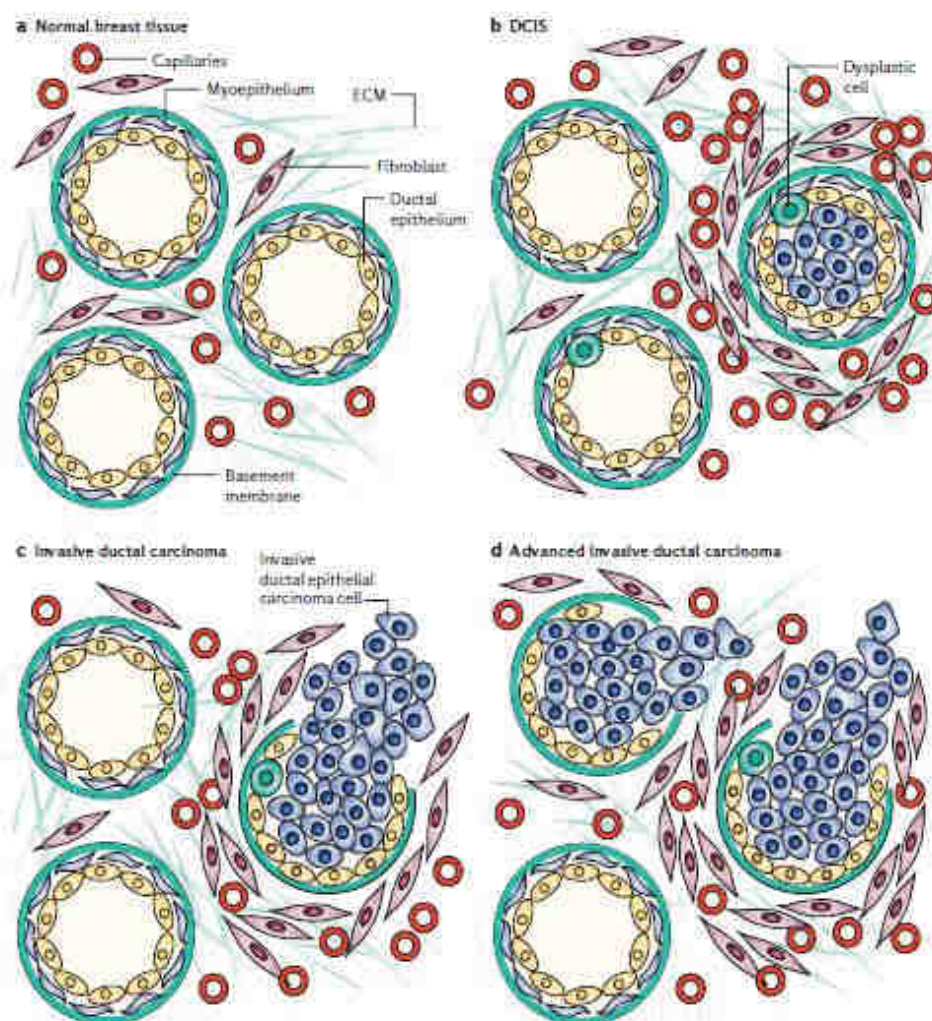 a Normal breast tissue
Capillaries
Myoepithelium
ECM
Fibroblast
Ductal
epithelium
Basement
membrane
b DCIS
Dysplastic
cell
c Invasive ductal carcinoma
Invasive
ductal epithelial
carcinoma cell
d Advanced invasive ductal carcinoma